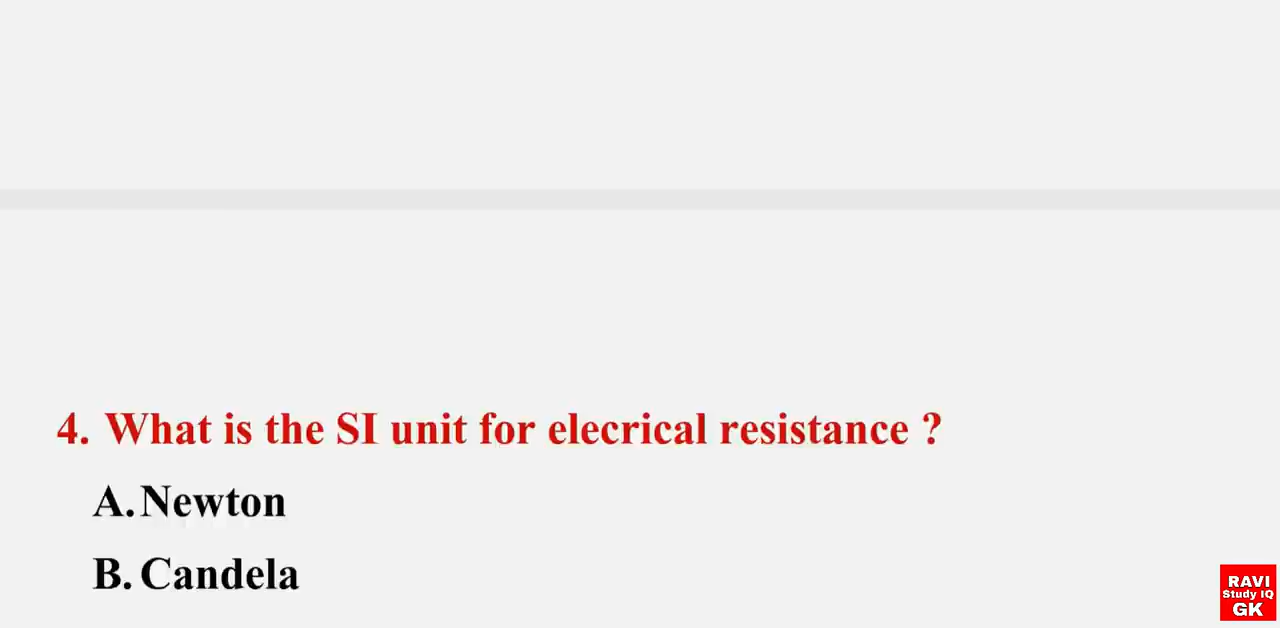 4. What is the SI unit for elecrical resistance ?
A. Newton
B. Candela
RAVI
Study IQ
GK